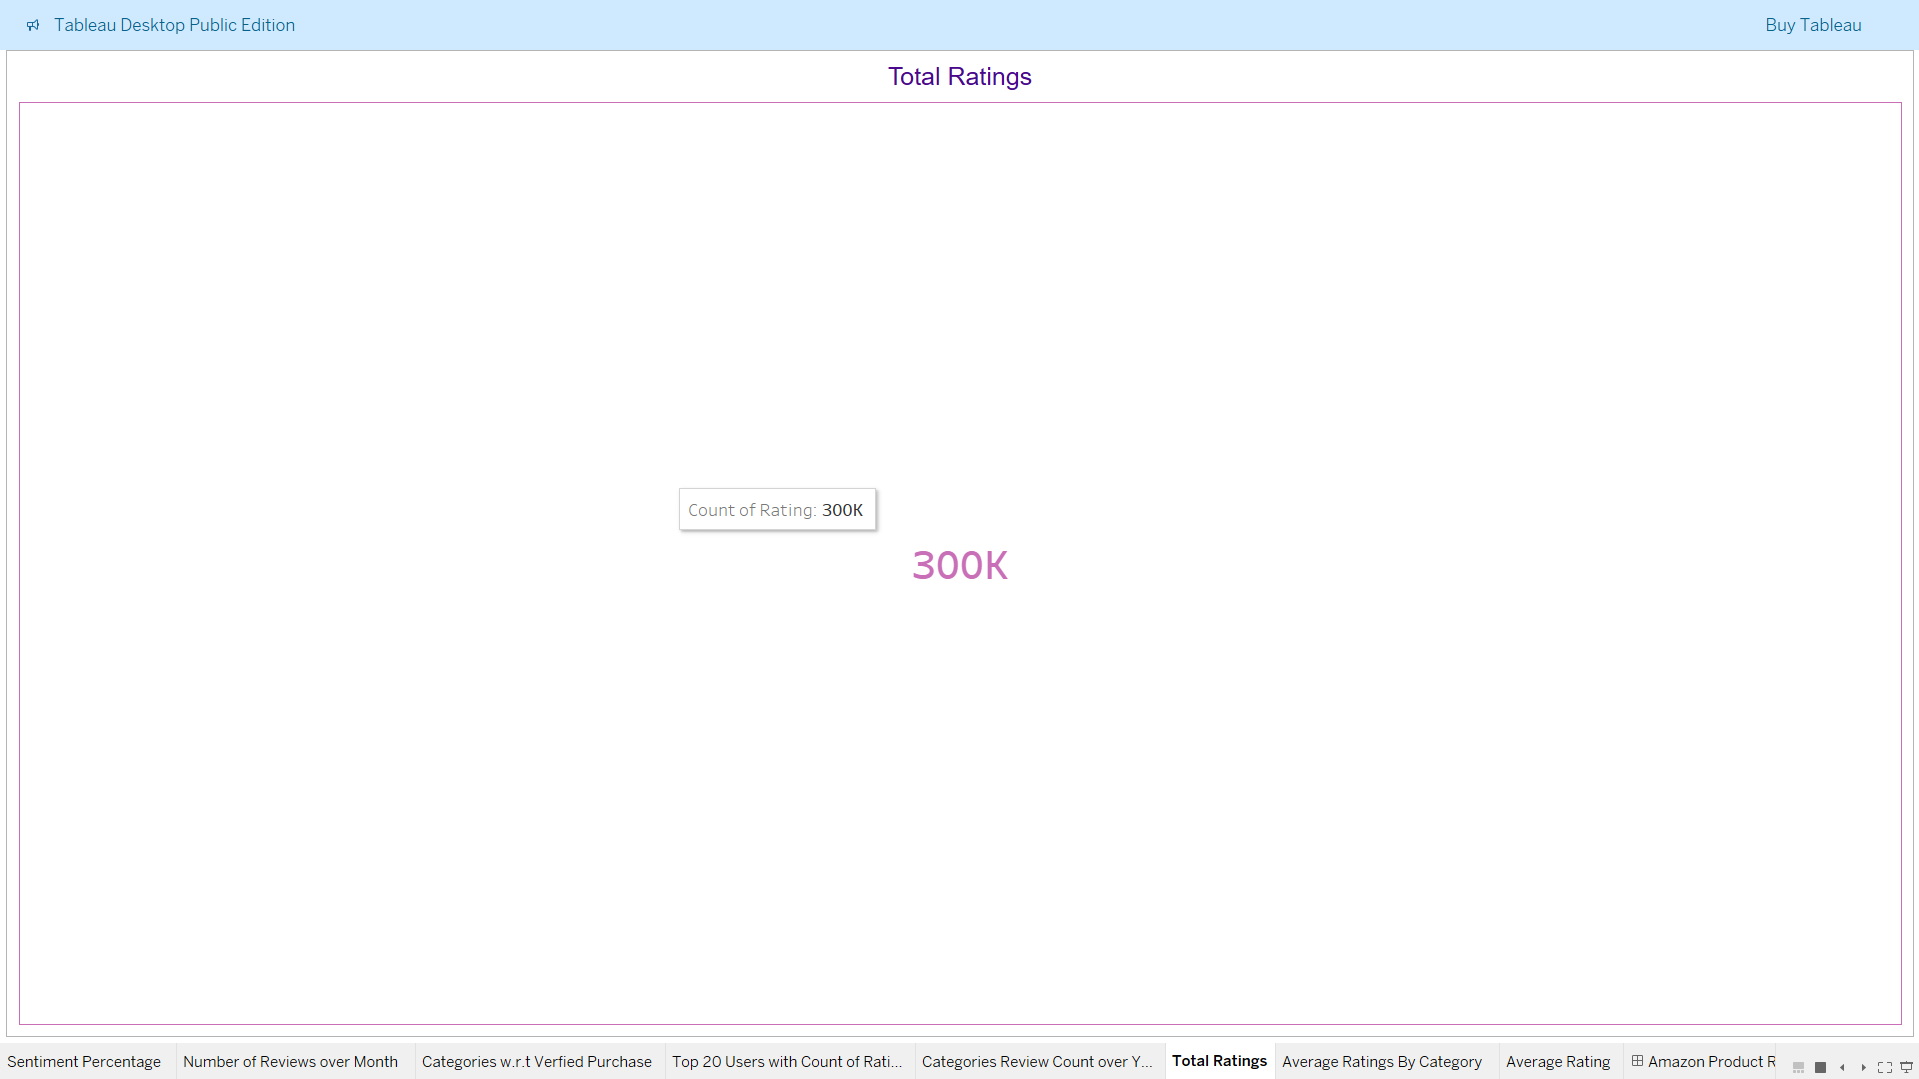 Tableau Desktop Public Edition
Buy Tableau
Total Ratings
Count of Rating: 300K
300K
Sentiment Percentage
Number of Reviews over Month
Categories w.r.t Verfied Purchase
Top 20 Users with Count of Rati...
Categories Review Count over Y...
Total Ratings
Average Ratings By Category
Average Rating
Amazon Product R